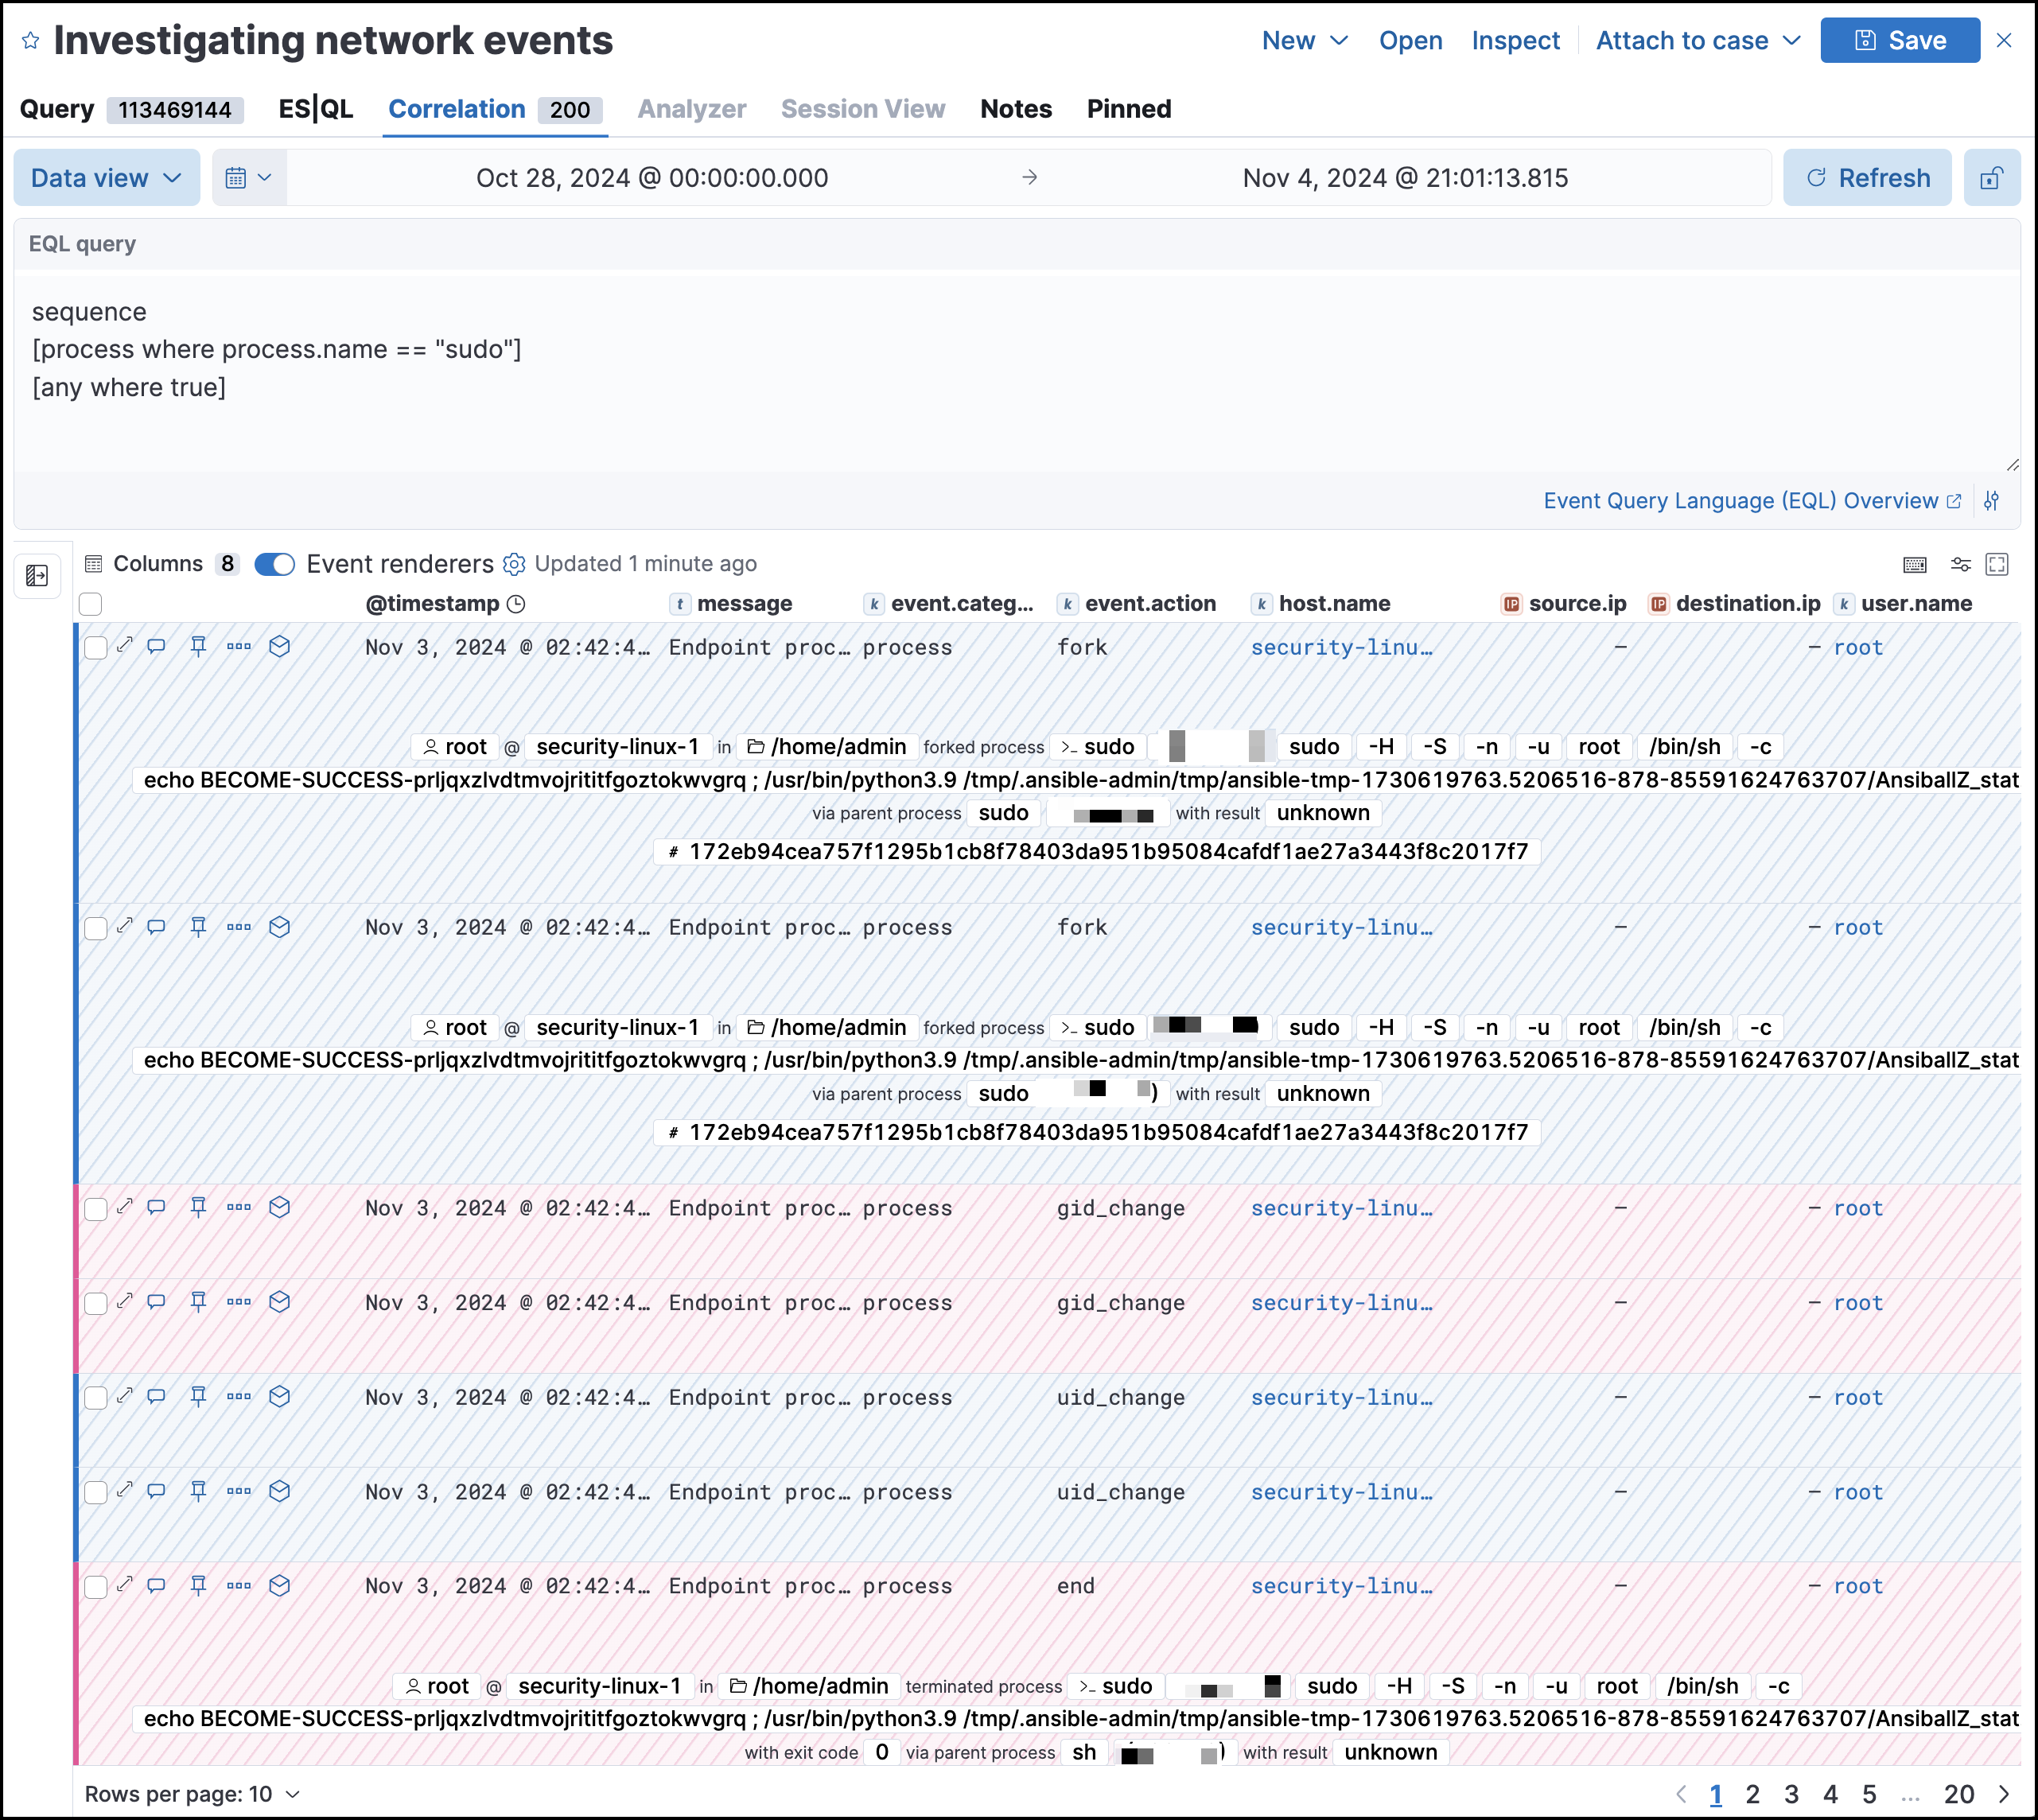 Investigating network events New Open Inspect Attach to case Save
Query 113469144 ES|QL Correlation 200 Analyzer Session View Notes Pinned
Data view Oct 28, 2024 @ 00:00:00.000 → Nov 4, 2024 @ 21:01:13.815 Refresh
EQL query
sequence
[process where process.name == "sudo"]
[any where true]
Event Query Language (EQL) Overview
Columns 8 Event renderers Updated 1 minute ago
@timestamp t message k event.categ... k event.action k host.name IP source.ip IP destination.ip k user.name
Nov 3, 2024 @ 02:42:4… Endpoint proc… process fork security-linu… — — root
root @ security-linux-1 in /home/admin forked process >_ sudo sudo -H -S -n -u root /bin/sh -c
echo BECOME-SUCCESS-prljqxzlvdtmvojrititfgoztokwvgrq ; /usr/bin/python3.9 /tmp/.ansible-admin/tmp/ansible-tmp-1730619763.5206516-878-85591624763707/AnsiballZ_stat
via parent process sudo with result unknown
# 172eb94cea757f1295b1cb8f78403da951b95084cafdf1ae27a3443f8c2017f7
Nov 3, 2024 @ 02:42:4… Endpoint proc… process fork security-linu… — — root
root @ security-linux-1 in /home/admin forked process >_ sudo sudo -H -S -n -u root /bin/sh -c
echo BECOME-SUCCESS-prljqxzlvdtmvojrititfgoztokwvgrq ; /usr/bin/python3.9 /tmp/.ansible-admin/tmp/ansible-tmp-1730619763.5206516-878-85591624763707/AnsiballZ_stat
via parent process sudo ) with result unknown
# 172eb94cea757f1295b1cb8f78403da951b95084cafdf1ae27a3443f8c2017f7
Nov 3, 2024 @ 02:42:4… Endpoint proc… process gid_change security-linu… — — root
Nov 3, 2024 @ 02:42:4… Endpoint proc… process gid_change security-linu… — — root
Nov 3, 2024 @ 02:42:4… Endpoint proc… process uid_change security-linu… — — root
Nov 3, 2024 @ 02:42:4… Endpoint proc… process uid_change security-linu… — — root
Nov 3, 2024 @ 02:42:4… Endpoint proc… process end security-linu… — — root
root @ security-linux-1 in /home/admin terminated process >_ sudo sudo -H -S -n -u root /bin/sh -c
echo BECOME-SUCCESS-prljqxzlvdtmvojrititfgoztokwvgrq ; /usr/bin/python3.9 /tmp/.ansible-admin/tmp/ansible-tmp-1730619763.5206516-878-85591624763707/AnsiballZ_stat
with exit code 0 via parent process sh ) with result unknown
Rows per page: 10 1 2 3 4 5 ... 20